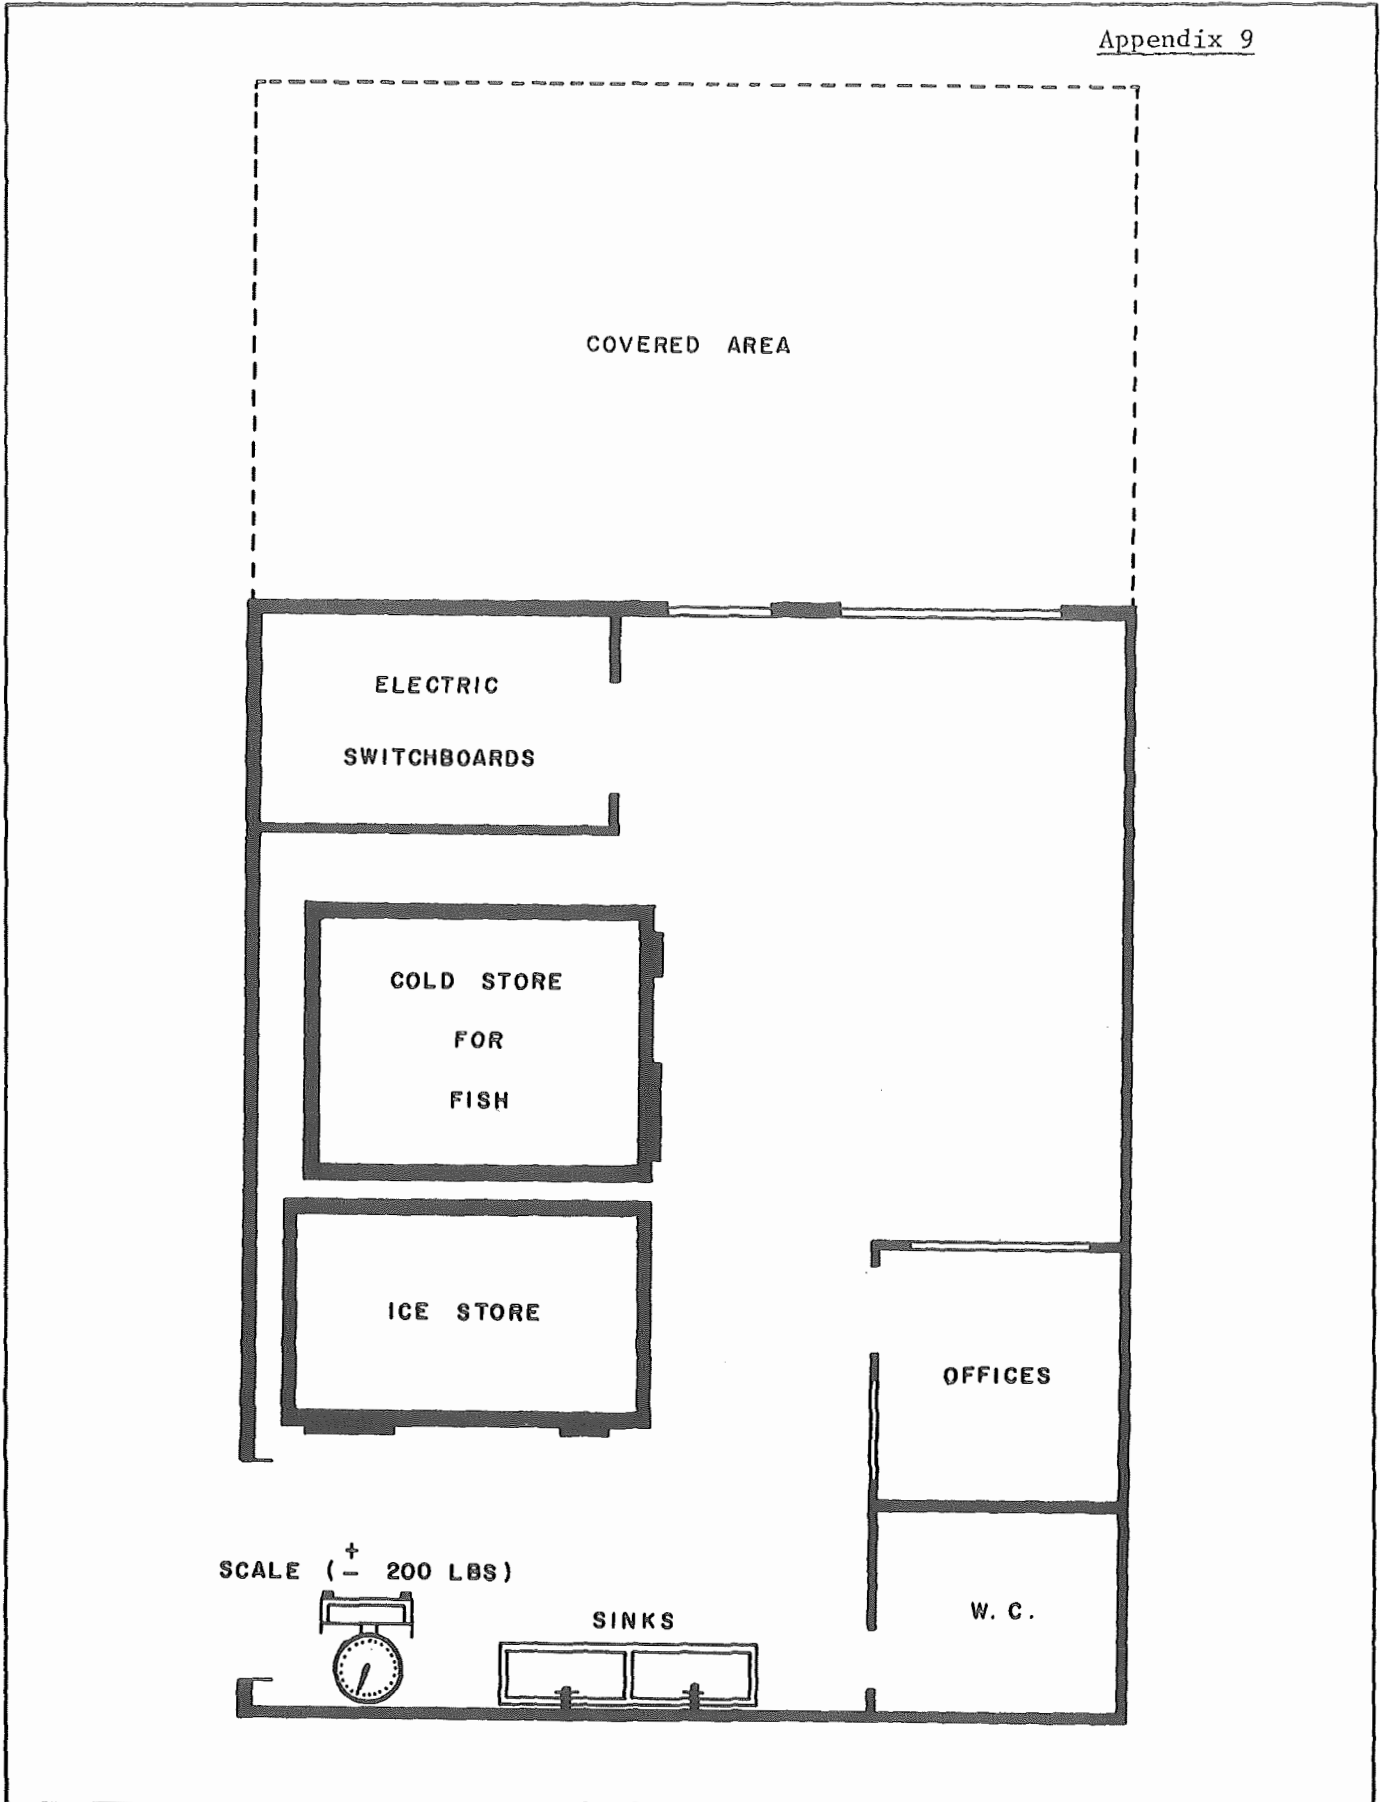 Appendix 9
COVERED AREA
ELECTRIC
SWITCHBOARDS
COLD STORE
FOR
FISH
ICE STORE
OFFICES
SCALE (± 200 LBS)
W. C.
SINKS